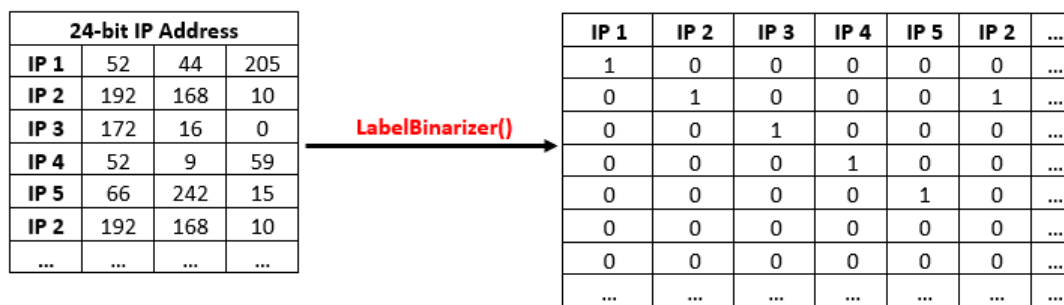 24-bit IP Address
IP 1 52 44 205
IP 2 192 168 10
IP 3 172 16 0
IP 4 52 9 59
IP 5 66 242 15
IP 2 192 168 10
... ... ... ...
LabelBinarizer()
IP 1 IP 2 IP 3 IP 4 IP 5 IP 2 ...
1 0 0 0 0 0 ...
0 1 0 0 0 1 ...
0 0 1 0 0 0 ...
0 0 0 1 0 0 ...
0 0 0 0 1 0 ...
0 0 0 0 0 0 ...
0 0 0 0 0 0 ...
... ... ... ... ... ... ...